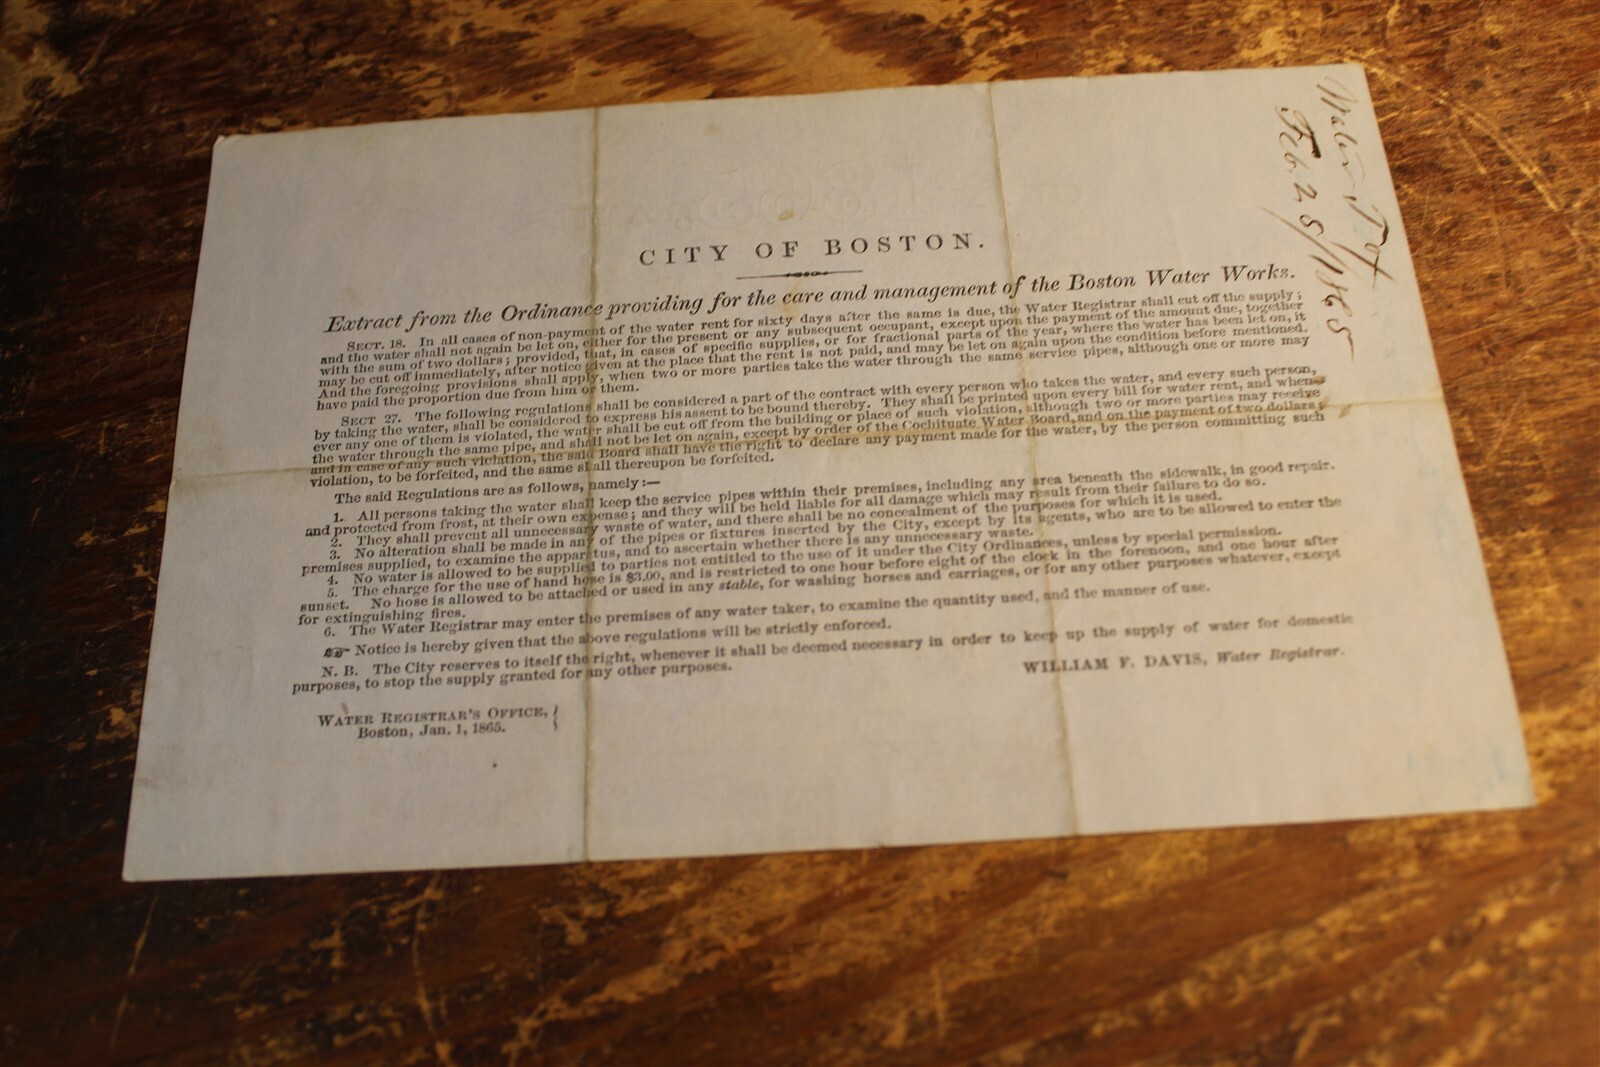 CITY OF BOSTON.
Extract from the Ordinance providing for the care and management of the Boston Water Works.
SECT. 18. In all cases of non-payment of the water rent for sixty days after the same is due, the Water Registrar shall cut off the supply;
and the water shall not again be let on, either for the present or any subsequent occupant, except upon the payment of the amount due, together
with the sum of two dollars; provided, that, in cases of specific supplies, or for fractional parts of the year, where the water has been let on, it
may be cut off immediately, after notice given at the place that the rent is not paid, and may be let on again upon the condition before mentioned.
And the foregoing provisions shall apply, when two or more parties take the water through the same service pipes, although one or more may
have paid the proportion due from him or them.
SECT 27. The following regulations shall be considered a part of the contract with every person who takes the water, and every such person,
by taking the water, shall be considered to express his assent to be bound thereby. They shall be printed upon every bill for water rent, and when-
ever any one of them is violated, the water shall be cut off from the building or place of such violation, although two or more parties may receive
the water through the same pipe, and shall not be let on again, except by order of the Cochituate Water Board, and on the payment of two dollars;
and in case of any such violation, the said Board shall have the right to declare any payment made for the water, by the person committing such
violation, to be forfeited, and the same shall thereupon be forfeited.
The said Regulations are as follows, namely:—
1. All persons taking the water shall keep the service pipes within their premises, including any area beneath the sidewalk, in good repair,
and protected from frost, at their own expense; and they will be held liable for all damage which may result from their failure to do so.
2. They shall prevent all unnecessary waste of water, and there shall be no concealment of the purposes for which it is used.
3. No alteration shall be made in any of the pipes or fixtures inserted by the City, except by its agents, who are to be allowed to enter the
premises supplied, to examine the apparatus, and to ascertain whether there is any unnecessary waste.
4. No water is allowed to be supplied to parties not entitled to the use of it under the City Ordinances, unless by special permission.
5. The charge for the use of hand hose is $3.00, and is restricted to one hour before eight of the clock in the forenoon, and one hour after
sunset. No hose is allowed to be attached or used in any stable, for washing horses and carriages, or for any other purposes whatever, except
for extinguishing fires.
6. The Water Registrar may enter the premises of any water taker, to examine the quantity used, and the manner of use.
☞ Notice is hereby given that the above regulations will be strictly enforced.
N. B. The City reserves to itself the right, whenever it shall be deemed necessary in order to keep up the supply of water for domestic
purposes, to stop the supply granted for any other purposes.
WILLIAM F. DAVIS, Water Registrar.
WATER REGISTRAR'S OFFICE, }
Boston, Jan. 1, 1865.
Water Tax
Feb. 28/1865